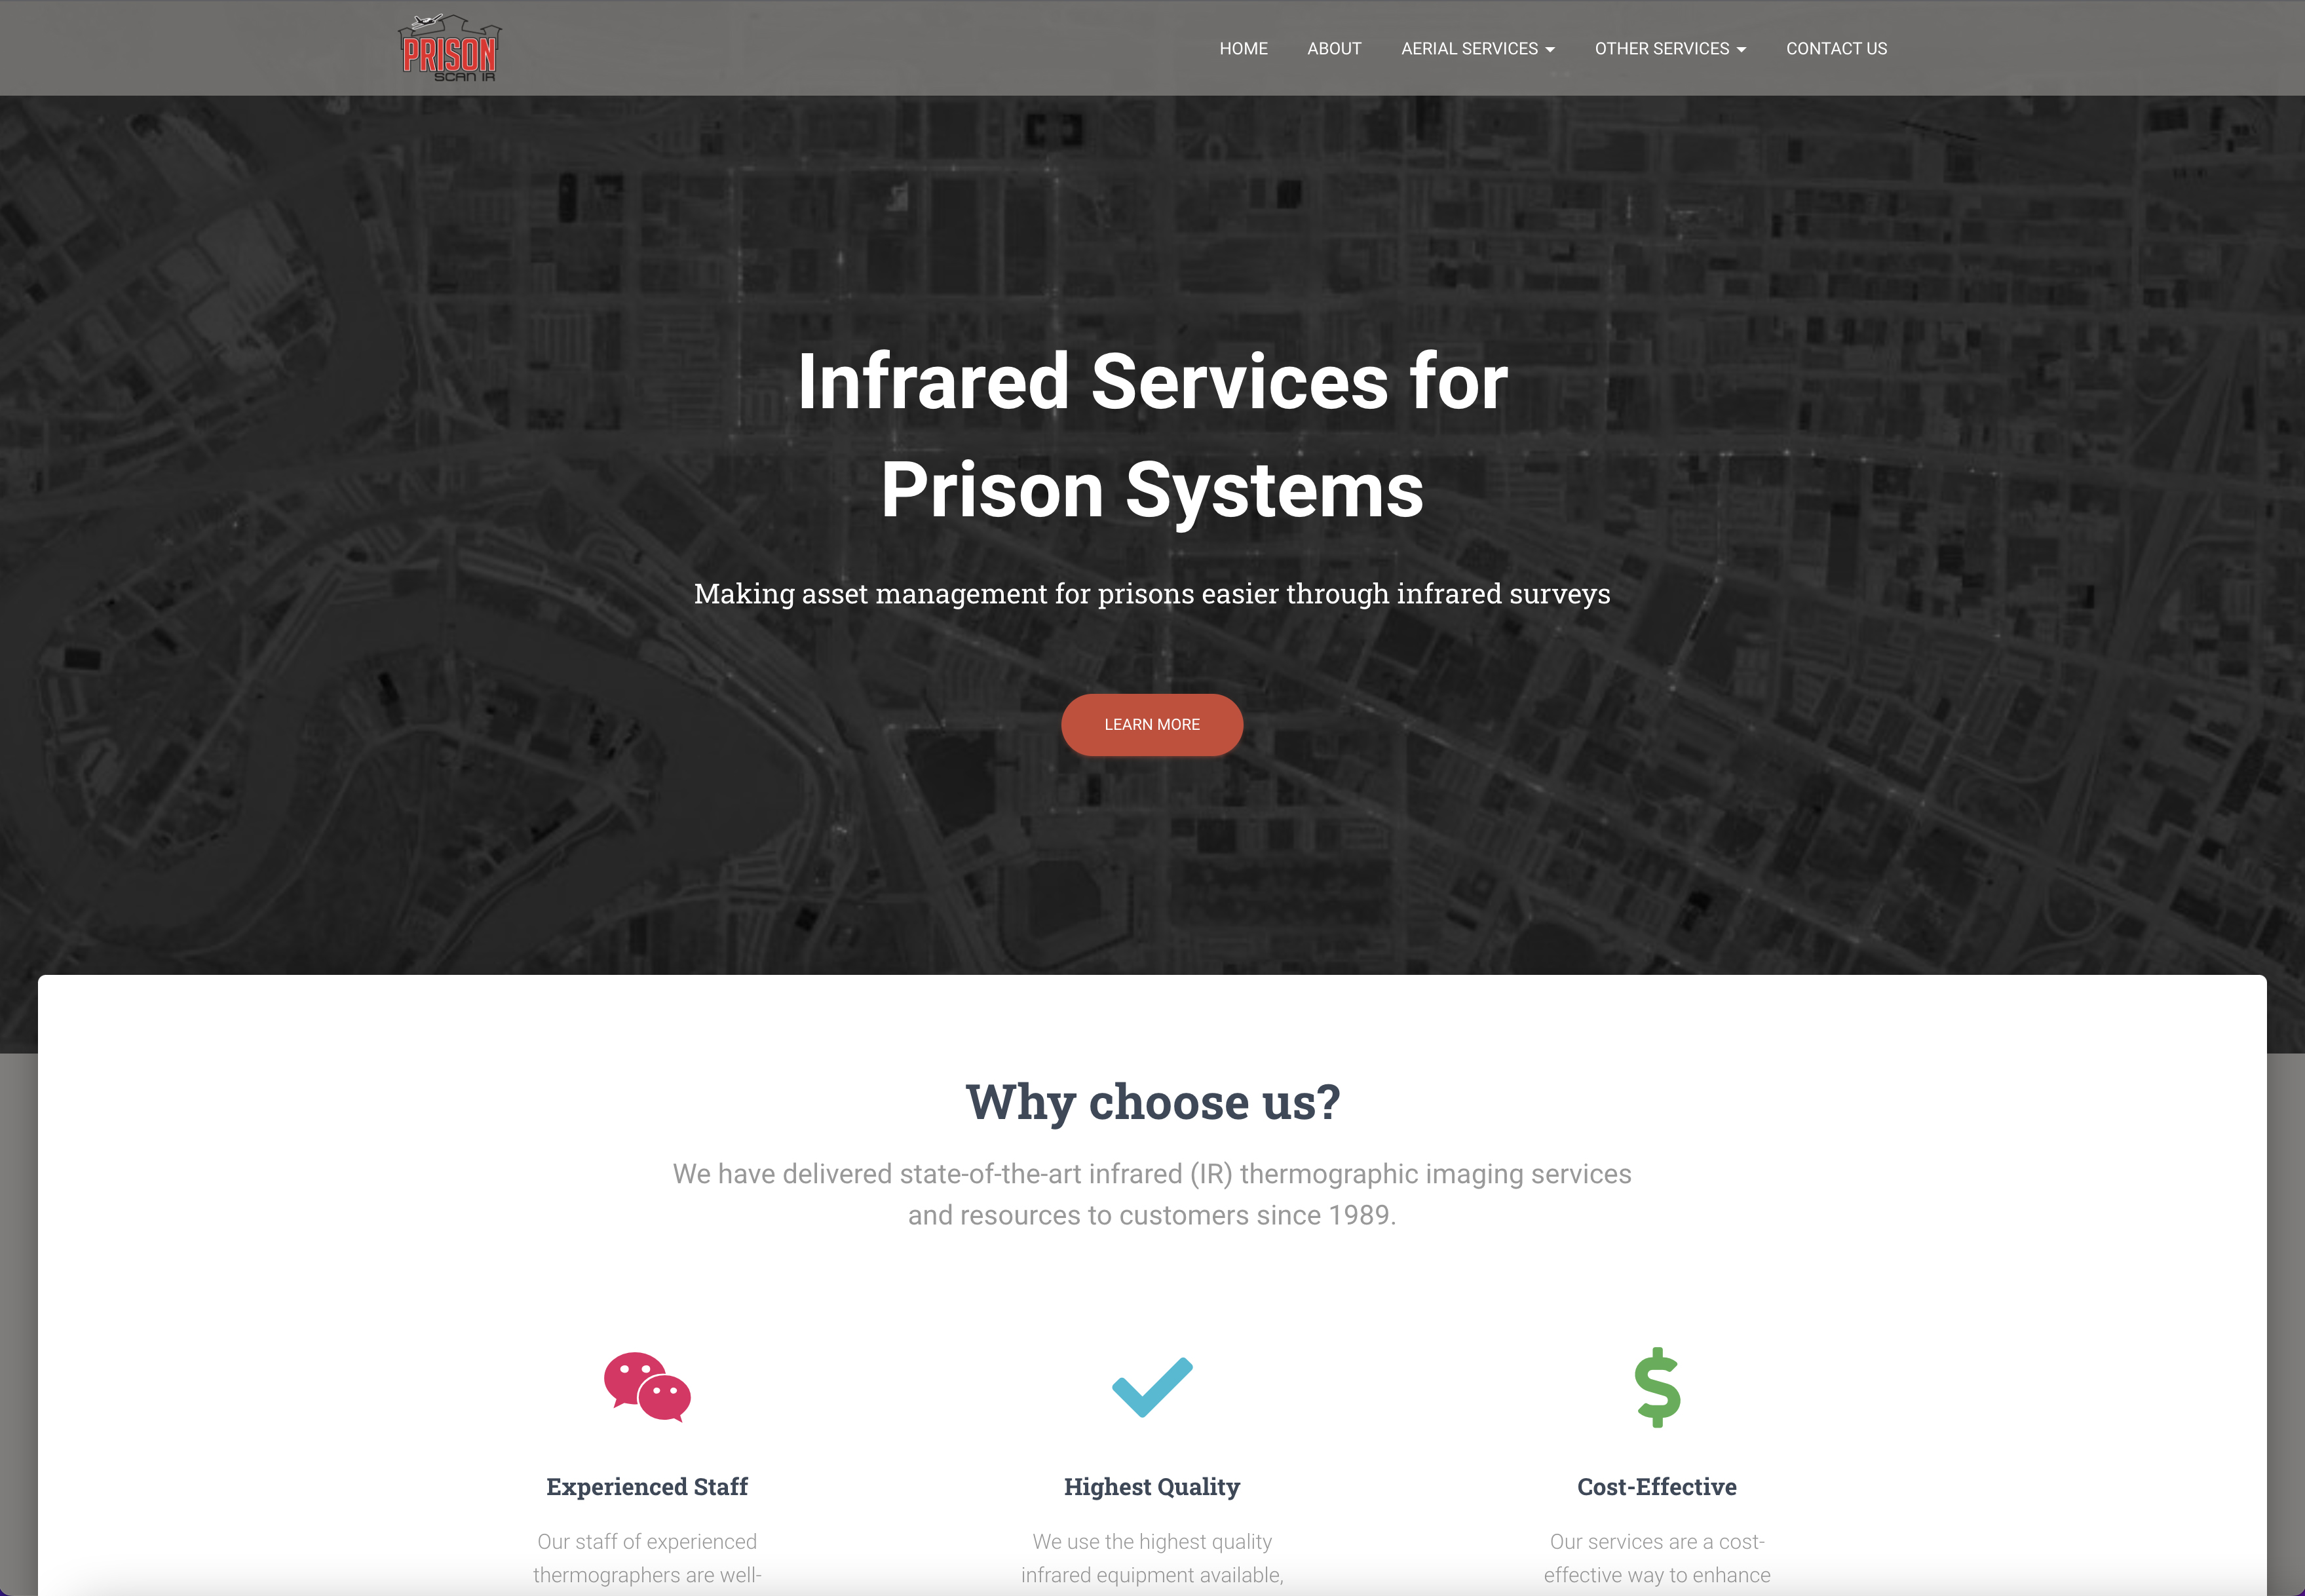 PRISON
SCAN IR
HOME ABOUT AERIAL SERVICES OTHER SERVICES CONTACT US
Infrared Services for
Prison Systems
Making asset management for prisons easier through infrared surveys
LEARN MORE
Why choose us?
We have delivered state-of-the-art infrared (IR) thermographic imaging services
and resources to customers since 1989.
Experienced Staff
Our staff of experienced
thermographers are well-
Highest Quality
We use the highest quality
infrared equipment available,
Cost-Effective
Our services are a cost-
effective way to enhance